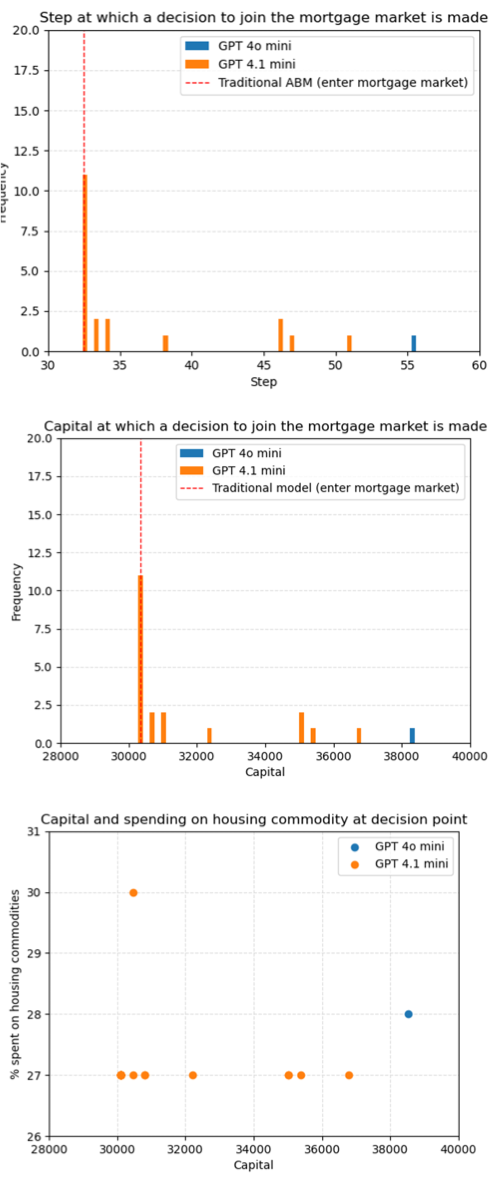 Step at which a decision to join the mortgage market is made
GPT 4o mini
GPT 4.1 mini
Traditional ABM (enter mortgage market)
20.0
17.5
15.0
12.5
10.0
7.5
5.0
2.5
0.0
Frequency
30 35 40 45 50 55 60
Step
Capital at which a decision to join the mortgage market is made
GPT 4o mini
GPT 4.1 mini
Traditional model (enter mortgage market)
20.0
17.5
15.0
12.5
10.0
7.5
5.0
2.5
0.0
Frequency
28000 30000 32000 34000 36000 38000 40000
Capital
Capital and spending on housing commodity at decision point
GPT 4o mini
GPT 4.1 mini
31
30
29
28
27
26
% spent on housing commodities
28000 30000 32000 34000 36000 38000 40000
Capital